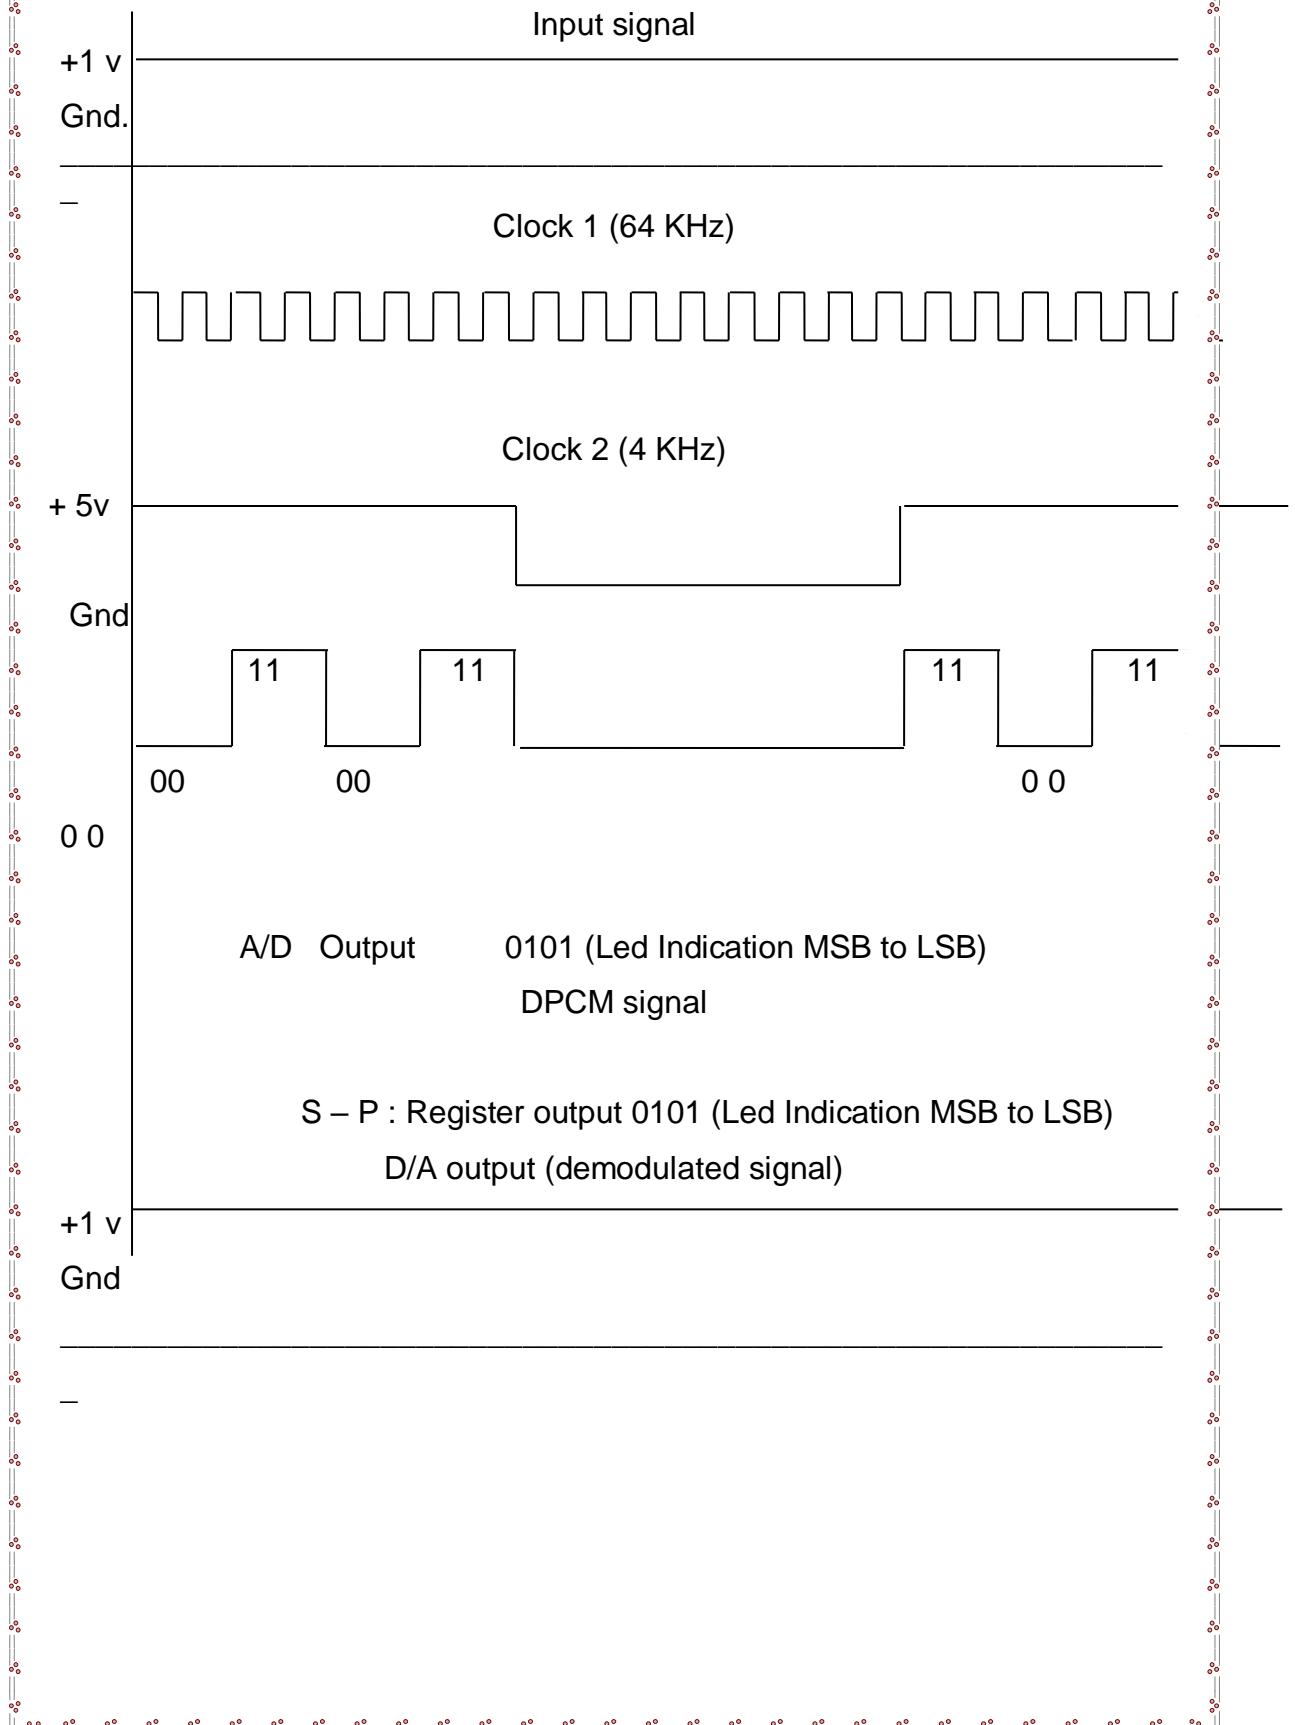 Input signal
+1 v
Gnd.
Clock 1 (64 KHz)
Clock 2 (4 KHz)
+ 5v
Gnd
11 11 11 11
00 00 0 0
0 0
A/D Output 0101 (Led Indication MSB to LSB)
DPCM signal
S – P : Register output 0101 (Led Indication MSB to LSB)
D/A output (demodulated signal)
+1 v
Gnd